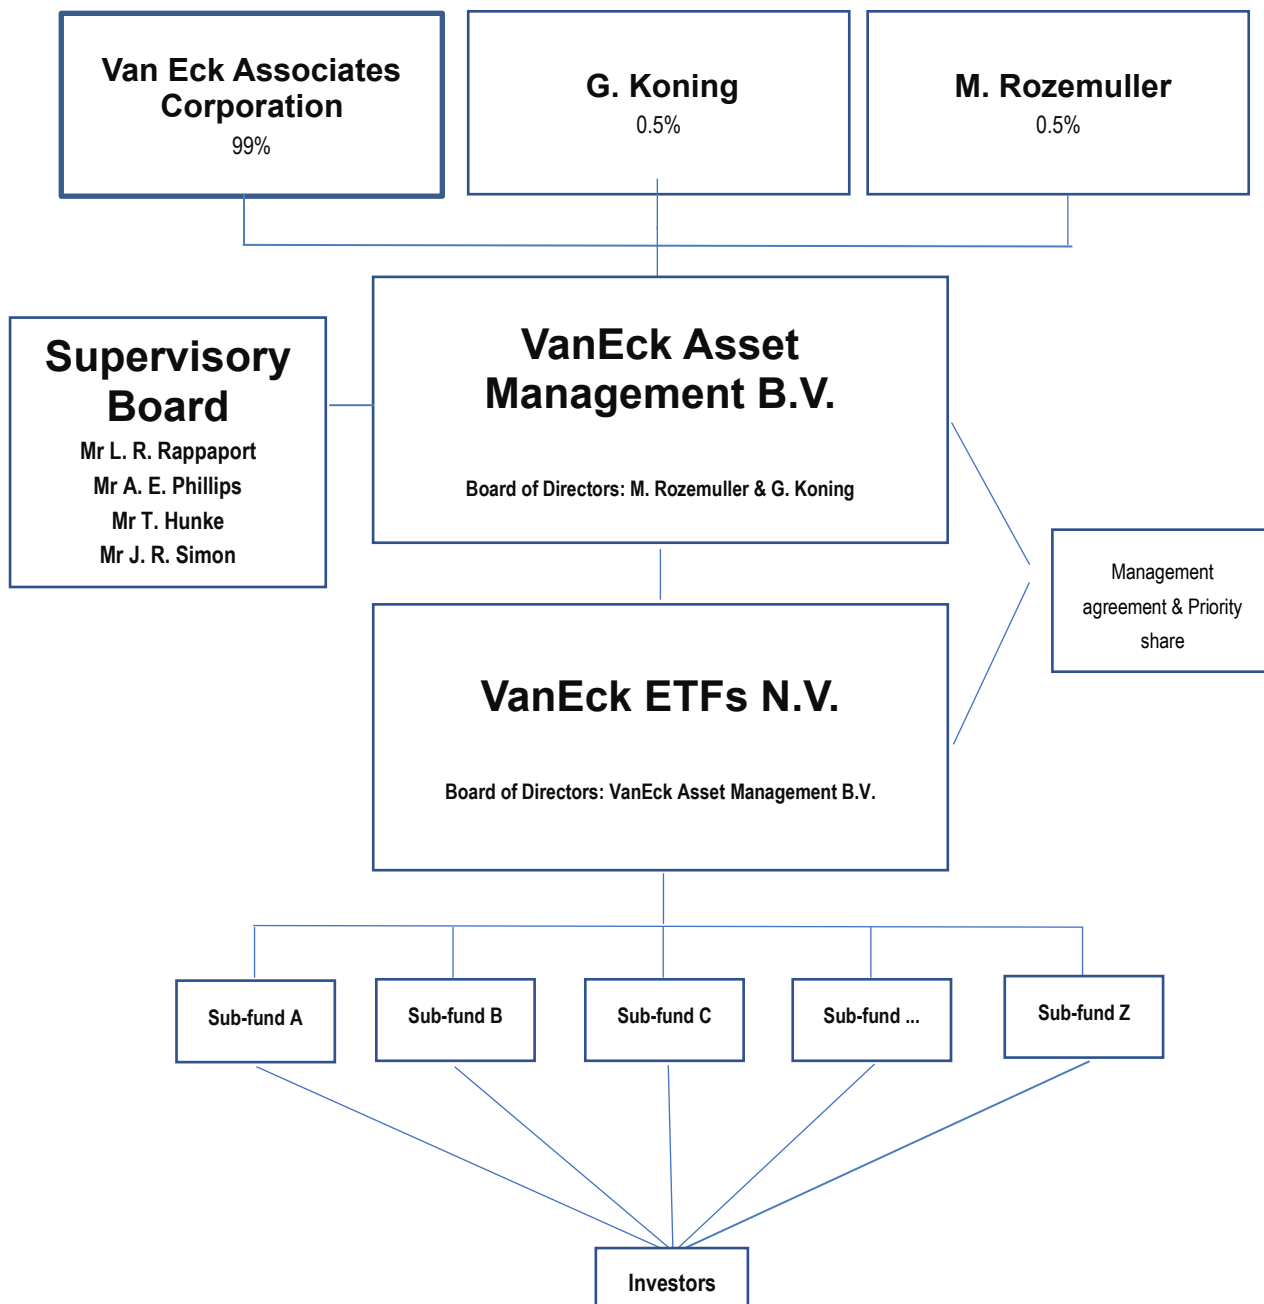 Van Eck Associates
Corporation
99%
G. Koning
0.5%
M. Rozemuller
0.5%
Supervisory
Board
Mr L. R. Rappaport
Mr A. E. Phillips
Mr T. Hunke
Mr J. R. Simon
VanEck Asset
Management B.V.
Board of Directors: M. Rozemuller & G. Koning
Management
agreement & Priority
share
VanEck ETFs N.V.
Board of Directors: VanEck Asset Management B.V.
Sub-fund A
Sub-fund B
Sub-fund C
Sub-fund ...
Sub-fund Z
Investors